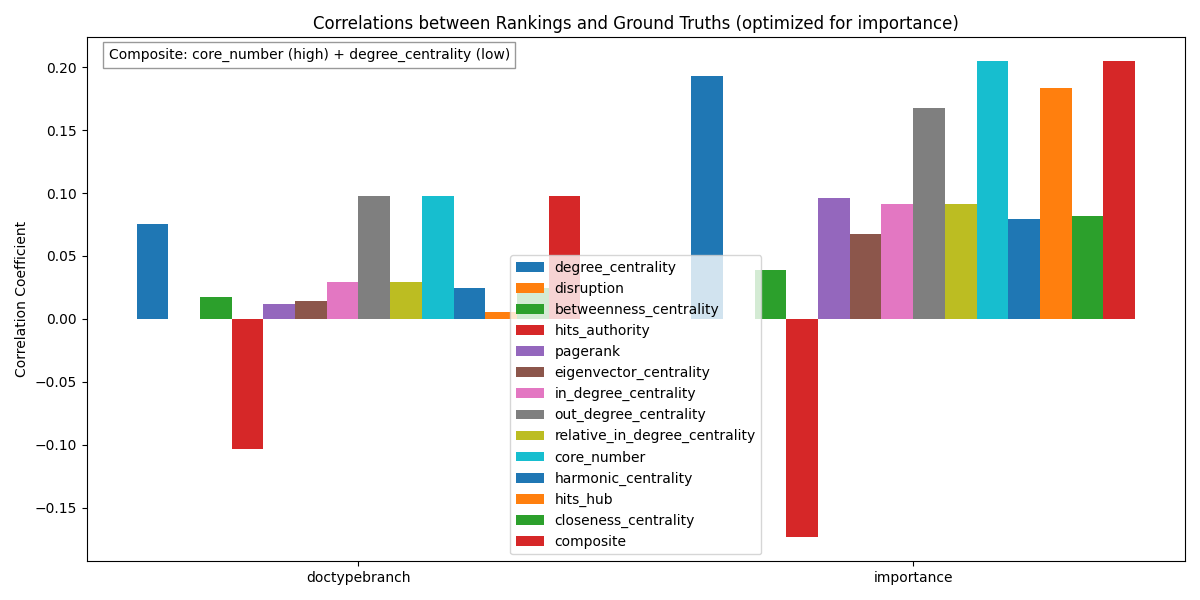 Correlations between Rankings and Ground Truths (optimized for importance)
Composite: core_number (high) + degree_centrality (low)
Correlation Coefficient
0.20
0.15
0.10
0.05
0.00
−0.05
−0.10
−0.15
degree_centrality
disruption
betweenness_centrality
hits_authority
pagerank
eigenvector_centrality
in_degree_centrality
out_degree_centrality
relative_in_degree_centrality
core_number
harmonic_centrality
hits_hub
closeness_centrality
composite
doctypebranch
importance